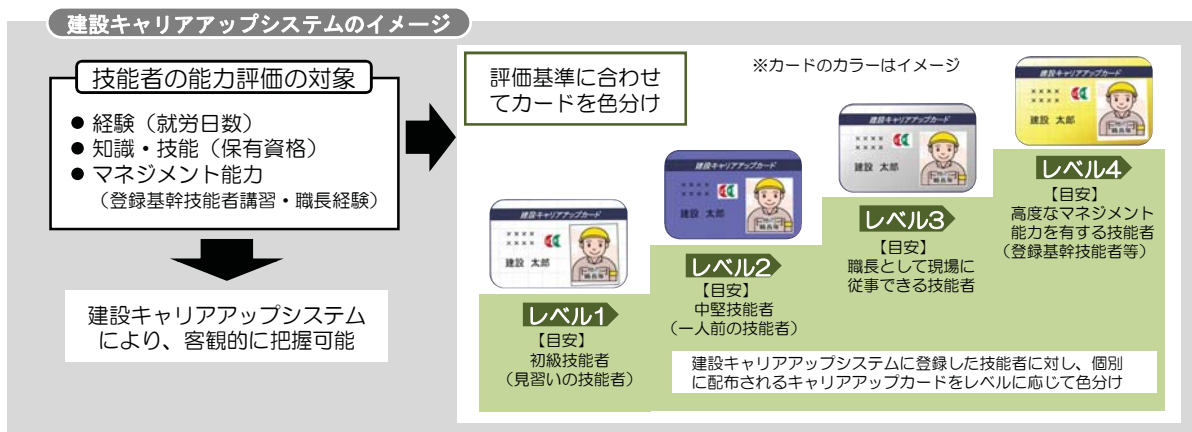 建設キャリアアップシステムのイメージ
技能者の能力評価の対象
● 経験（就労日数）
● 知識・技能（保有資格）
● マネジメント能力
（登録基幹技能者講習・職長経験）
建設キャリアアップシステム
により、客観的に把握可能
評価基準に合わせ
てカードを色分け
※カードのカラーはイメージ
建設キャリアアップカード
××××
××××
建設 太郎
レベル1
【目安】
初級技能者
（見習いの技能者）
建設キャリアアップカード
××××
××××
建設 太郎
レベル2
【目安】
中堅技能者
（一人前の技能者）
建設キャリアアップカード
××××
××××
建設 太郎
レベル3
【目安】
職長として現場に
従事できる技能者
建設キャリアアップカード
××××
××××
建設 太郎
レベル4
【目安】
高度なマネジメント
能力を有する技能者
（登録基幹技能者等）
建設キャリアアップシステムに登録した技能者に対し、個別
に配布されるキャリアアップカードをレベルに応じて色分け